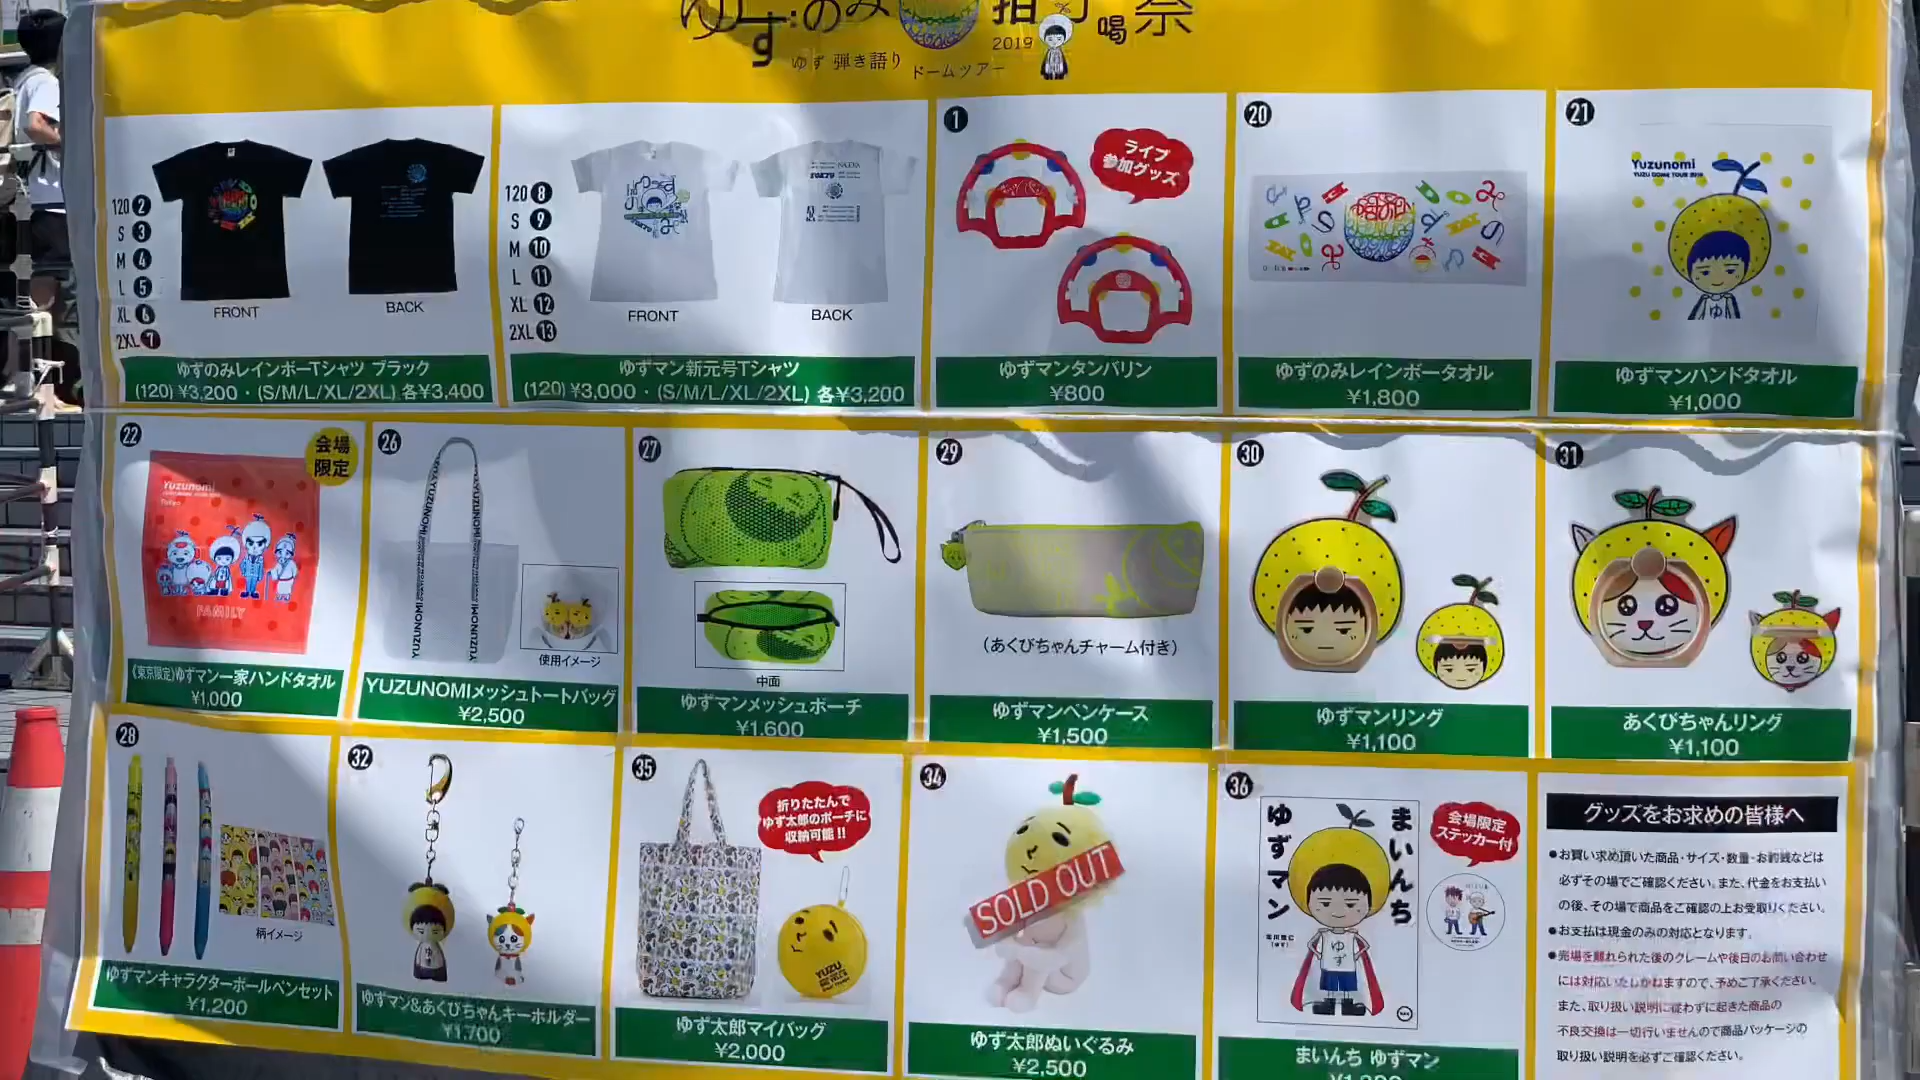 ゆず:のみ
拍手喝祭
2019
ゆず 弾き語り ドームツアー
120 2
S 3
M 4
L 5
XL 6
2XL 7
FRONT
BACK
ゆずのみレインボーTシャツ ブラック
(120) ¥3,200・(S/M/L/XL/2XL) 各¥3,400
120 8
S 9
M 10
L 11
XL 12
2XL 13
FRONT
BACK
ゆずマン新元号Tシャツ
(120) ¥3,000・(S/M/L/XL/2XL) 各¥3,200
1
ライブ
参加グッズ
ゆずマンタンバリン
¥800
20
ゆずのみレインボータオル
¥1,800
21
Yuzunomi
YUZU DOME TOUR 2019
ゆ
ゆずマンハンドタオル
¥1,000
22
会場
限定
Yuzunomi
Tokyo
FAMILY
《東京限定》ゆずマン一家ハンドタオル
¥1,000
26
YUZUNOMI
YUZUNOMI
使用イメージ
YUZUNOMIメッシュトートバッグ
¥2,500
27
中面
ゆずマンメッシュポーチ
¥1,600
29
(あくびちゃんチャーム付き)
ゆずマンペンケース
¥1,500
30
ゆずマンリング
¥1,100
31
あくびちゃんリング
¥1,100
28
柄イメージ
ゆずマンキャラクターボールペンセット
¥1,200
32
ゆずマン&あくびちゃんキーホルダー
¥1,700
35
折りたたんで
ゆず太郎のポーチに
収納可能!!
YUZU
ゆず太郎マイバッグ
¥2,000
34
SOLD OUT
ゆず太郎ぬいぐるみ
¥2,500
36
まいんち
ゆずマン
ゆず
会場限定
ステッカー付
まいんち ゆずマン
グッズをお求めの皆様へ
●お買い求め頂いた商品・サイズ・数量・お釣銭などは
必ずその場でご確認ください。また、代金をお支払い
の後、その場で商品をご確認の上お受取りください。
●お支払は現金のみの対応となります。
●売場を離れられた後のクレームや後日のお問い合わせ
には対応いたしかねますので、予めご了承ください。
また、取り扱い説明に従わずに起きた商品の
不良交換は一切行いませんので商品パッケージの
取り扱い説明を必ずご確認ください。